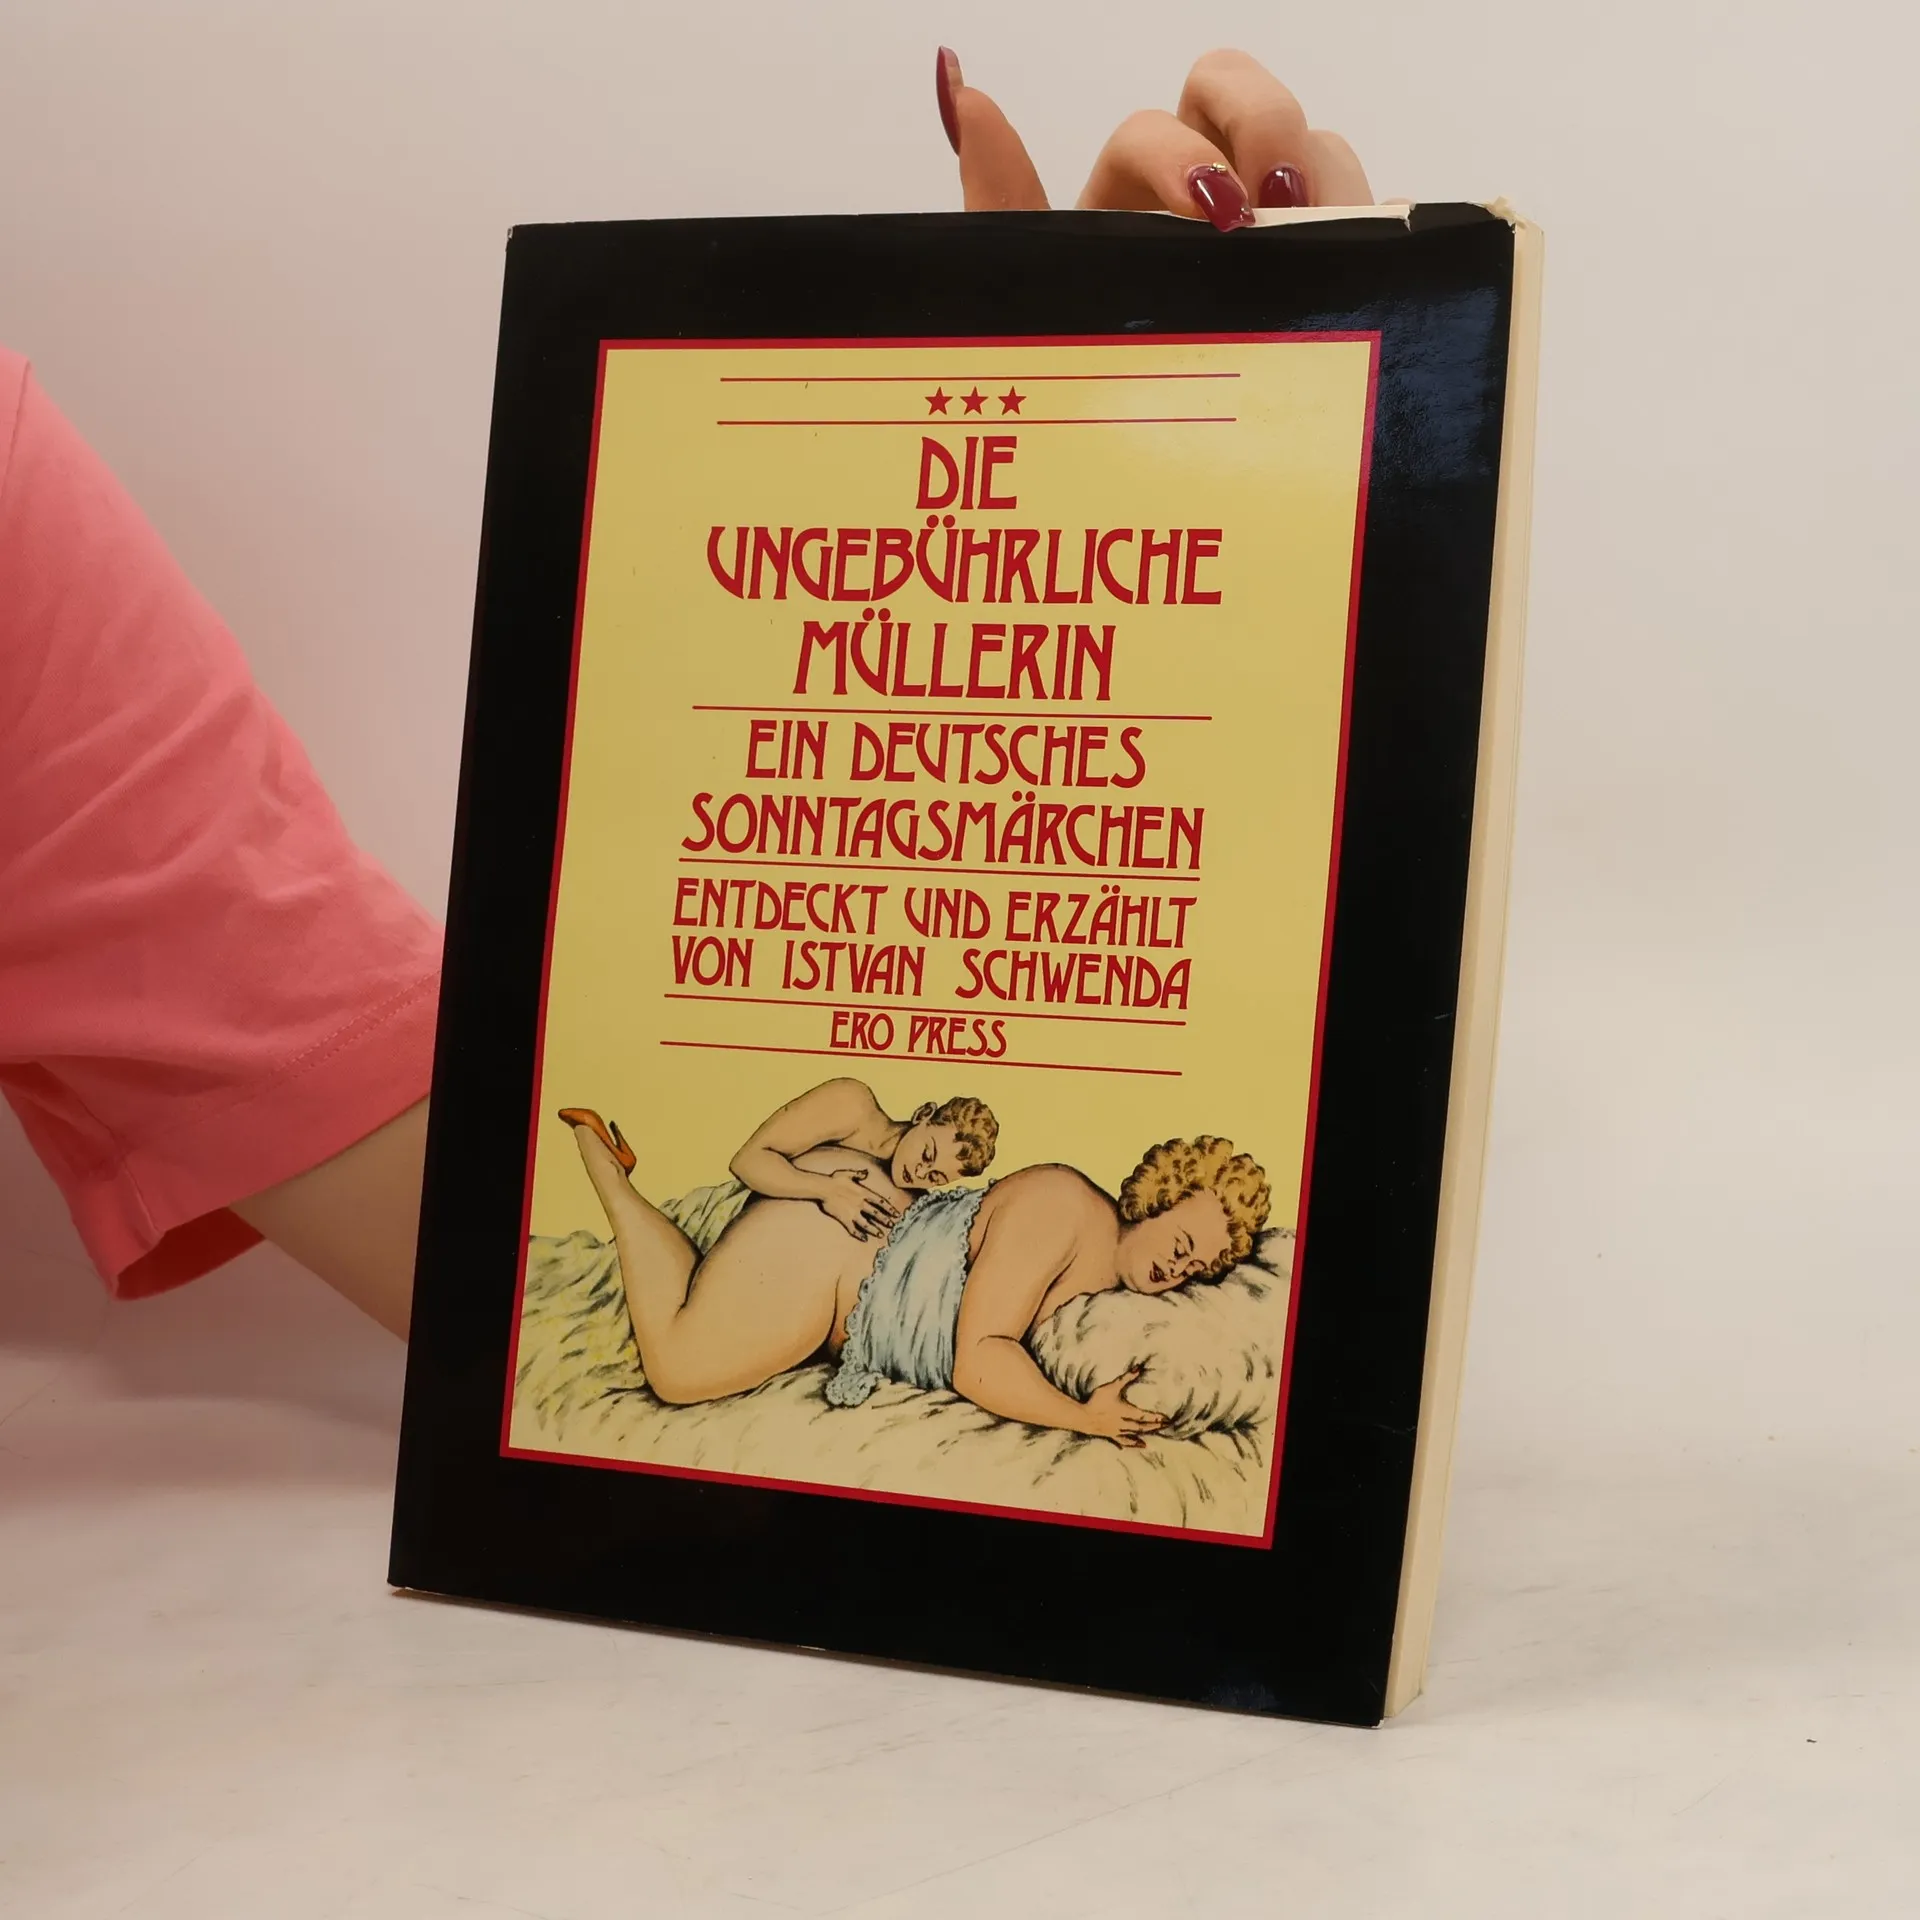 DIE
UNGEBÜHRLICHE
MÜLLERIN
EIN DEUTSCHES
SONNTAGSMÄRCHEN
ENTDECKT UND ERZÄHLT
VON ISTVAN SCHWENDA
ERO PRESS